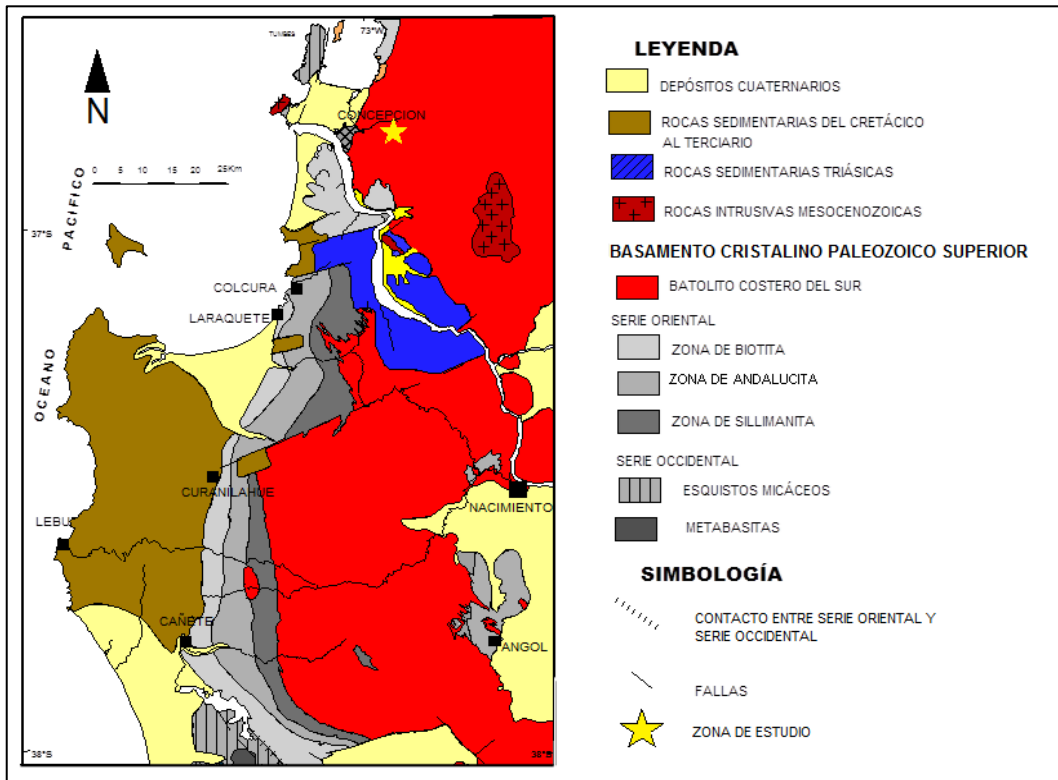 TUMBES
73°W
N
CONCEPCION
0 5 10 20 25Km
PACIFICO
37°S
COLCURA
LARAQUETE
OCEANO
CURANILAHUE
NACIMIENTO
LEBU
CAÑETE
ANGOL
38°S
38°S
LEYENDA
DEPÓSITOS CUATERNARIOS
ROCAS SEDIMENTARIAS DEL CRETÁCICO
AL TERCIARIO
ROCAS SEDIMENTARIAS TRIÁSICAS
ROCAS INTRUSIVAS MESOCENOZOICAS
BASAMENTO CRISTALINO PALEOZOICO SUPERIOR
BATOLITO COSTERO DEL SUR
SERIE ORIENTAL
ZONA DE BIOTITA
ZONA DE ANDALUCITA
ZONA DE SILLIMANITA
SERIE OCCIDENTAL
ESQUISTOS MICÁCEOS
METABASITAS
SIMBOLOGÍA
CONTACTO ENTRE SERIE ORIENTAL Y
SERIE OCCIDENTAL
FALLAS
ZONA DE ESTUDIO